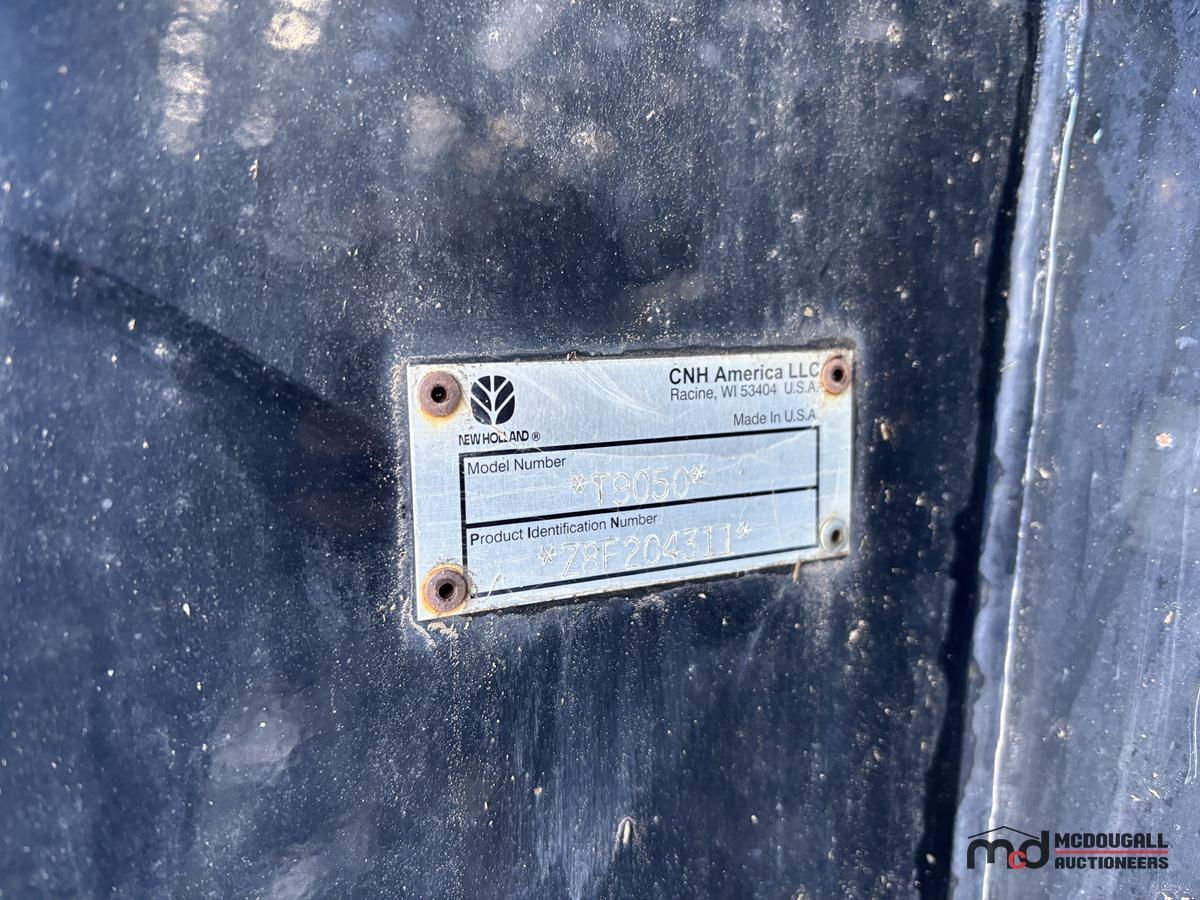 CNH America LLC
Racine, WI 53404 U.S.A.
Made In U.S.A
NEW HOLLAND ®
Model Number
*T9050*
Product Identification Number
*Z8F204311*
mcd MCDOUGALL
AUCTIONEERS